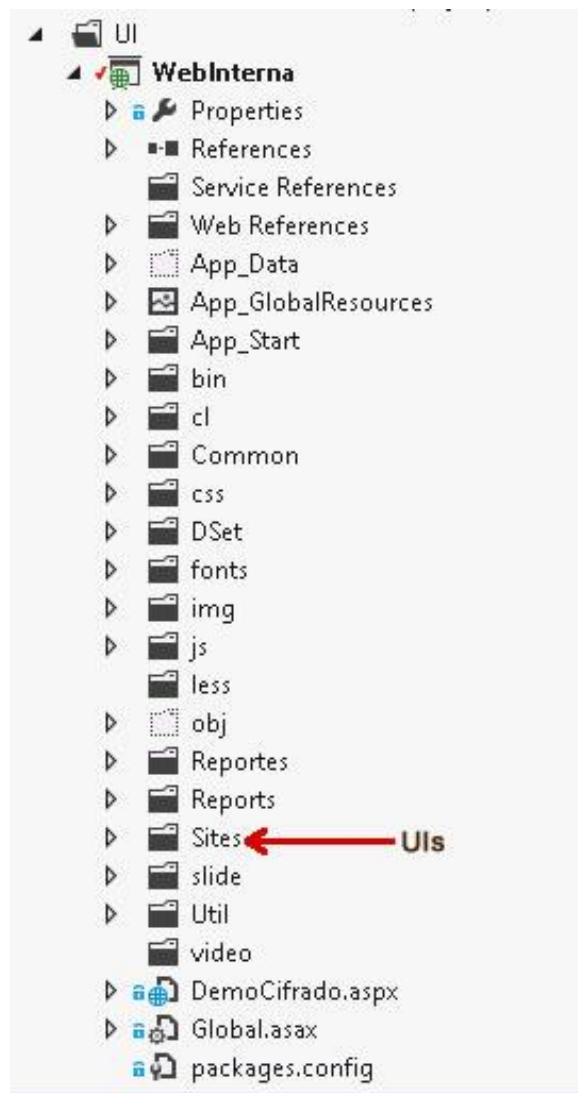 UI
WebInterna
Properties
References
Service References
Web References
App_Data
App_GlobalResources
App_Start
bin
cl
Common
css
DSet
fonts
img
js
less
obj
Reportes
Reports
Sites UIs
slide
Util
video
DemoCifrado.aspx
Global.asax
packages.config